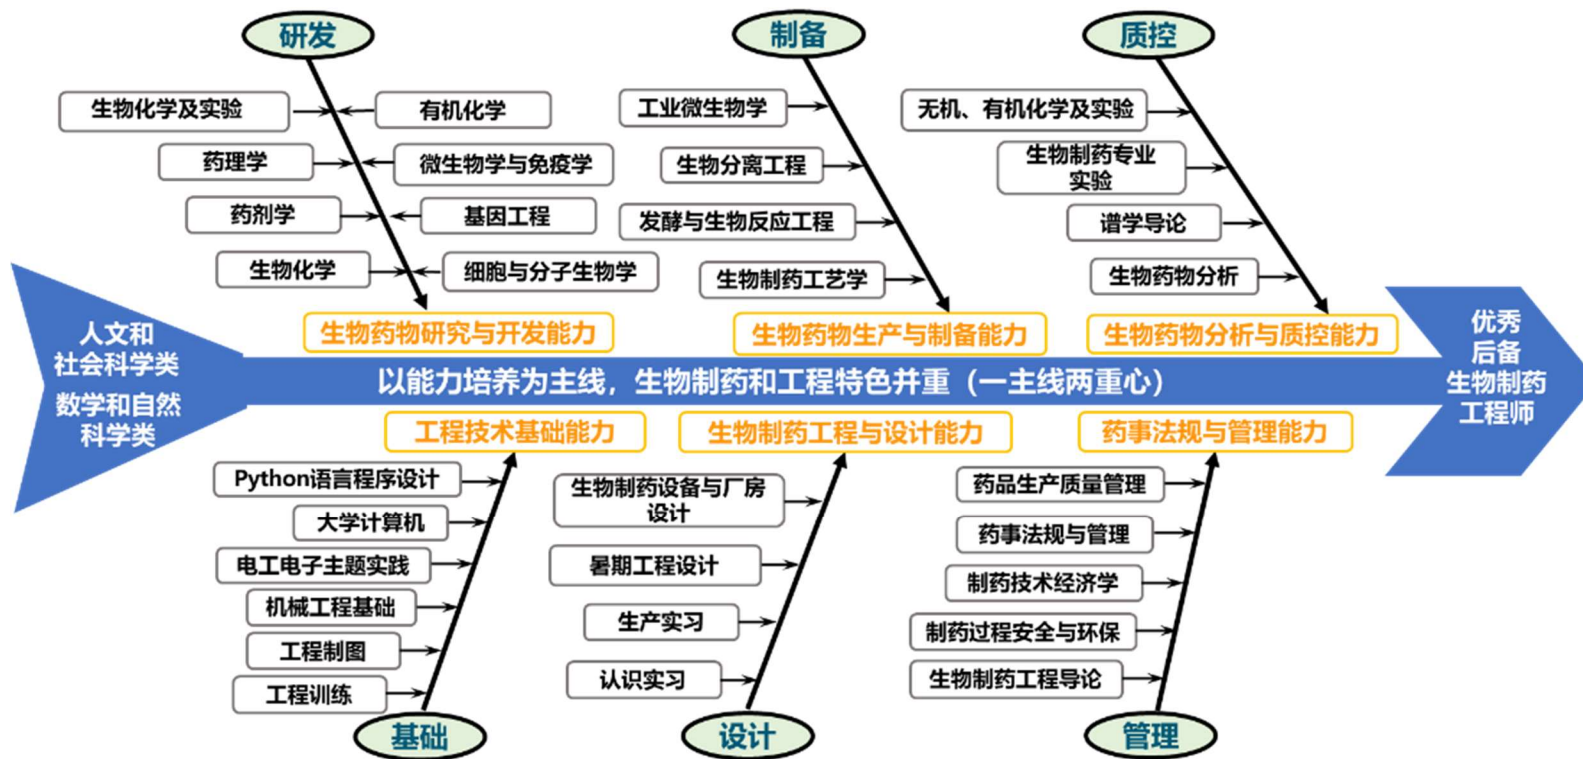 研发
制备
质控
生物化学及实验
有机化学
药理学
微生物学与免疫学
药剂学
基因工程
生物化学
细胞与分子生物学
工业微生物学
生物分离工程
发酵与生物反应工程
生物制药工艺学
无机、有机化学及实验
生物制药专业
实验
谱学导论
生物药物分析
生物药物研究与开发能力
生物药物生产与制备能力
生物药物分析与质控能力
人文和
社会科学类
数学和自然
科学类
以能力培养为主线，生物制药和工程特色并重（一主线两重心）
优秀
后备
生物制药
工程师
工程技术基础能力
生物制药工程与设计能力
药事法规与管理能力
Python语言程序设计
大学计算机
电工电子主题实践
机械工程基础
工程制图
工程训练
生物制药设备与厂房
设计
暑期工程设计
生产实习
认识实习
药品生产质量管理
药事法规与管理
制药技术经济学
制药过程安全与环保
生物制药工程导论
基础
设计
管理